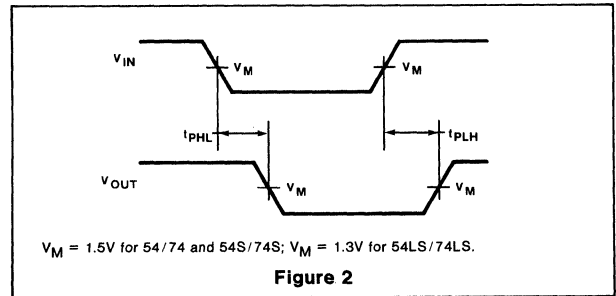 VIN
VM
VM
tPHL
tPLH
VOUT
VM
VM
VM = 1.5V for 54/74 and 54S/74S; VM = 1.3V for 54LS/74LS.
Figure 2